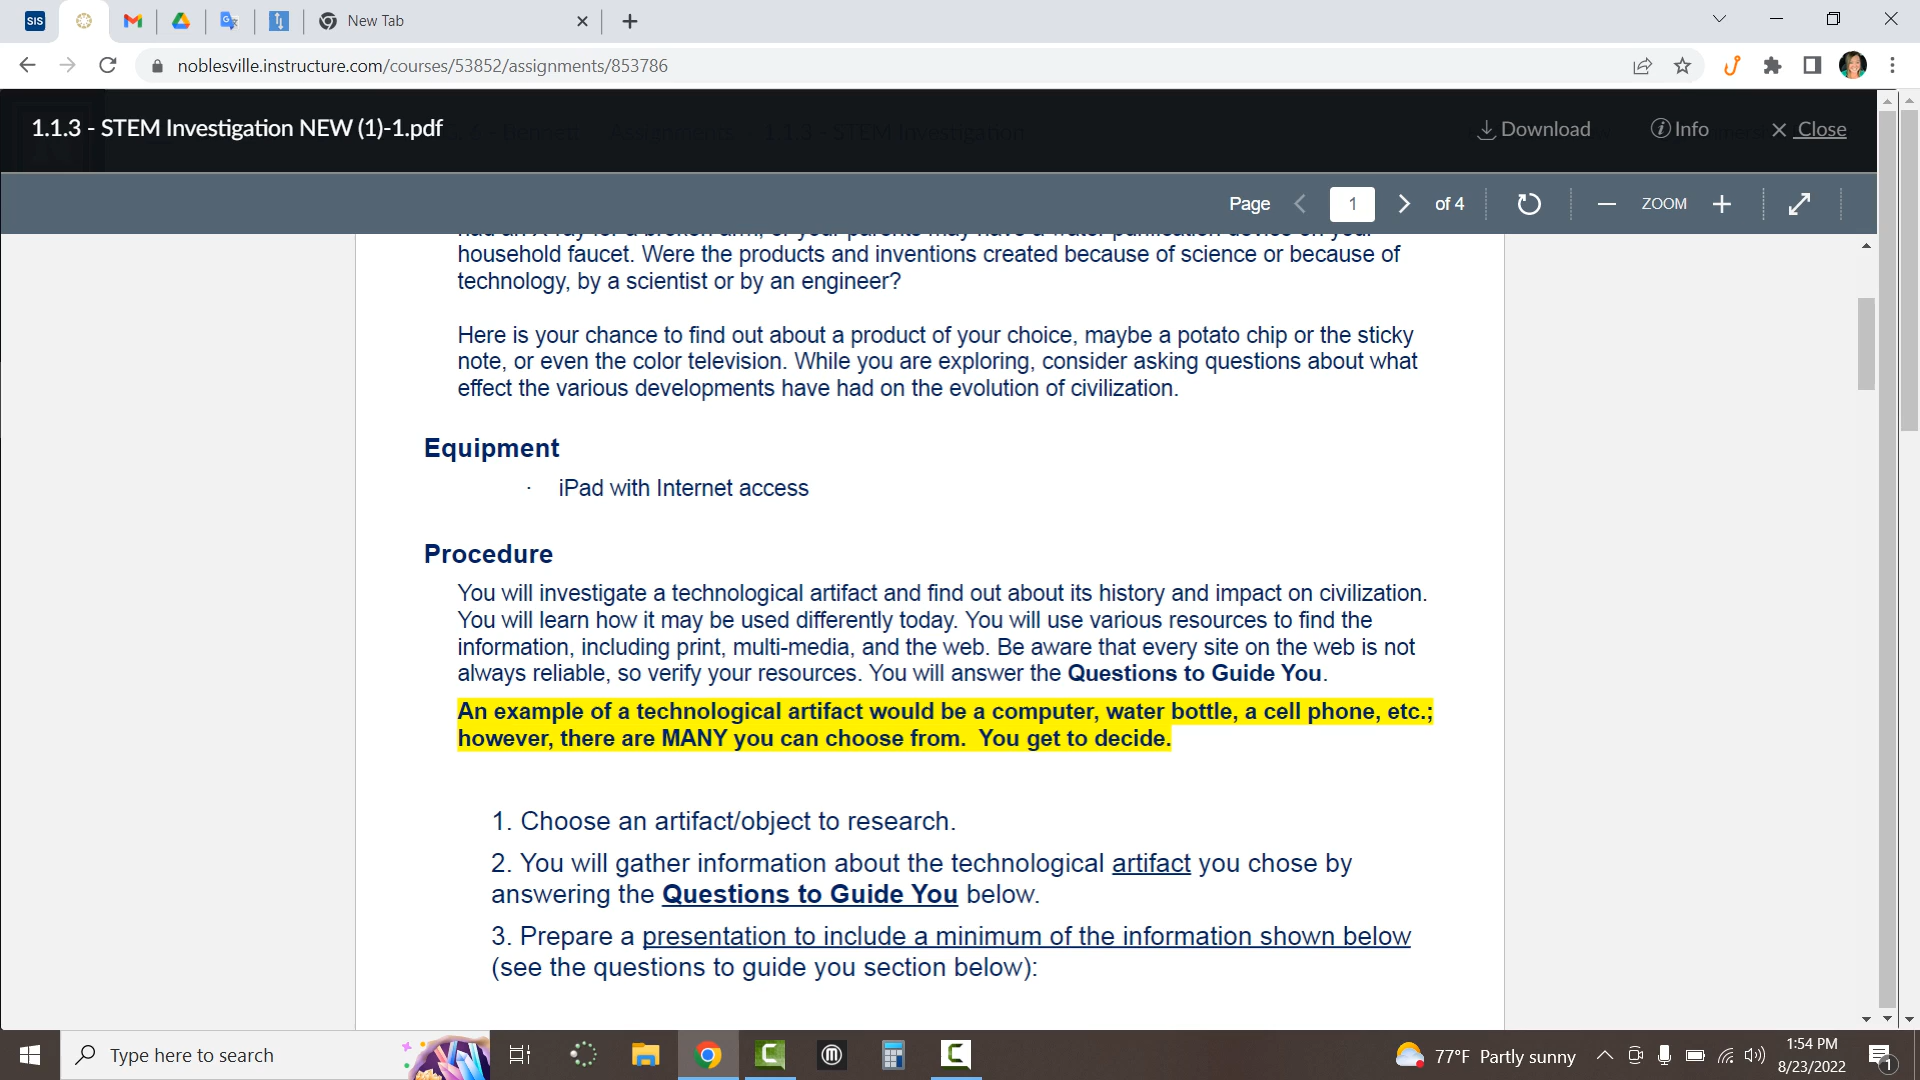 SIS
New Tab
noblesville.instructure.com/courses/53852/assignments/853786
1.1.3 - STEM Investigation NEW (1)-1.pdf
Download
Info
Close
Page
1
of 4
ZOOM
household faucet. Were the products and inventions created because of science or because of
technology, by a scientist or by an engineer?
Here is your chance to find out about a product of your choice, maybe a potato chip or the sticky
note, or even the color television. While you are exploring, consider asking questions about what
effect the various developments have had on the evolution of civilization.
Equipment
· iPad with Internet access
Procedure
You will investigate a technological artifact and find out about its history and impact on civilization.
You will learn how it may be used differently today. You will use various resources to find the
information, including print, multi-media, and the web. Be aware that every site on the web is not
always reliable, so verify your resources. You will answer the Questions to Guide You.
An example of a technological artifact would be a computer, water bottle, a cell phone, etc.;
however, there are MANY you can choose from.  You get to decide.
1. Choose an artifact/object to research.
2. You will gather information about the technological artifact you chose by
answering the Questions to Guide You below.
3. Prepare a presentation to include a minimum of the information shown below
(see the questions to guide you section below):
Type here to search
77°F Partly sunny
1:54 PM
8/23/2022
1